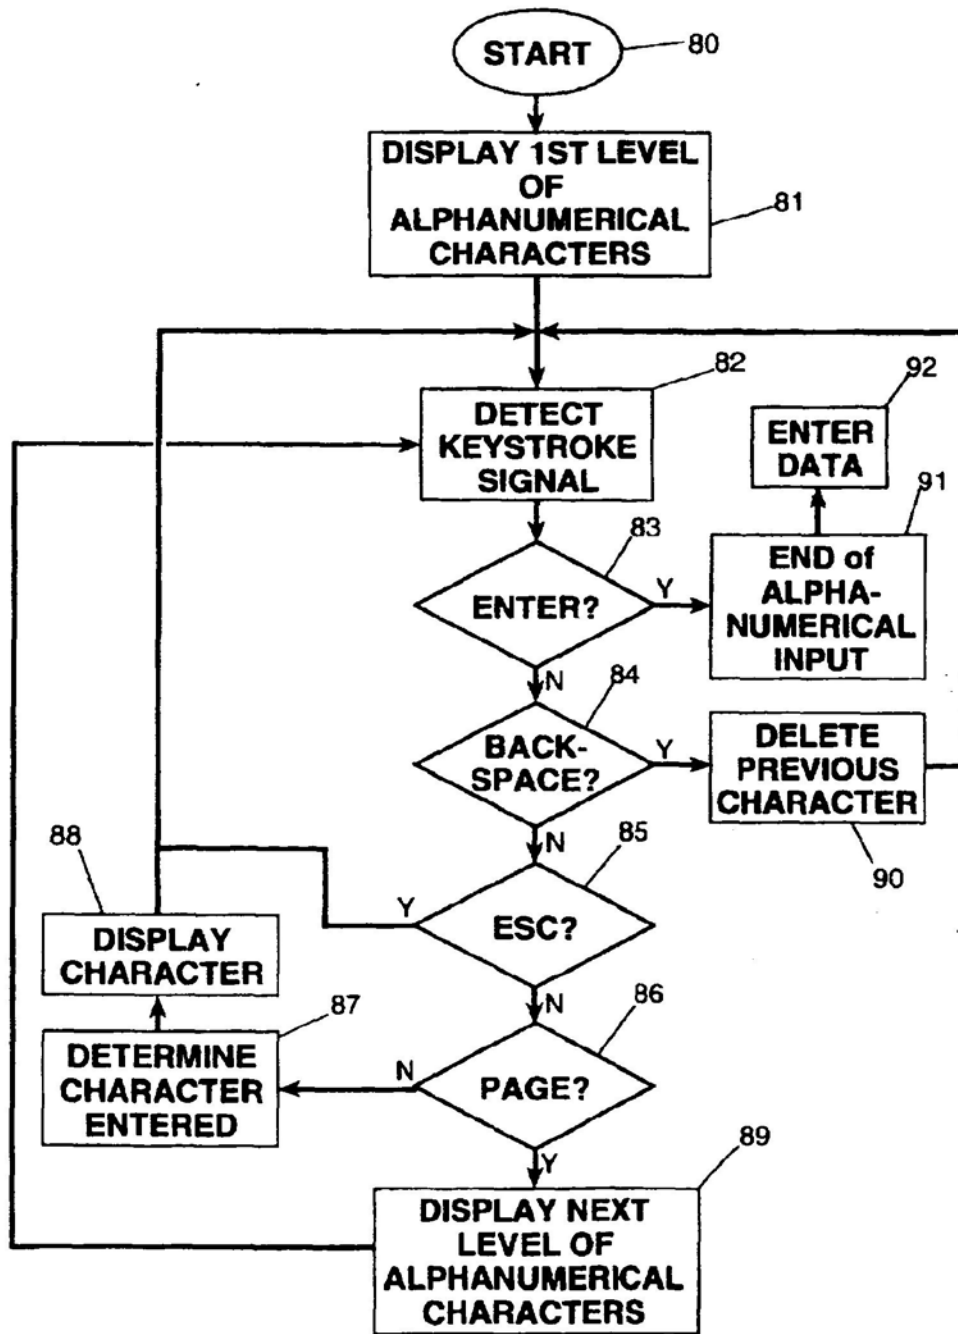 START
80
DISPLAY 1ST LEVEL
OF
ALPHANUMERICAL
CHARACTERS
81
DETECT
KEYSTROKE
SIGNAL
82
ENTER
DATA
92
ENTER?
83
Y
N
END of
ALPHA-
NUMERICAL
INPUT
91
BACK-
SPACE?
84
Y
N
DELETE
PREVIOUS
CHARACTER
90
ESC?
85
Y
N
DISPLAY
CHARACTER
88
PAGE?
86
N
Y
DETERMINE
CHARACTER
ENTERED
87
DISPLAY NEXT
LEVEL OF
ALPHANUMERICAL
CHARACTERS
89